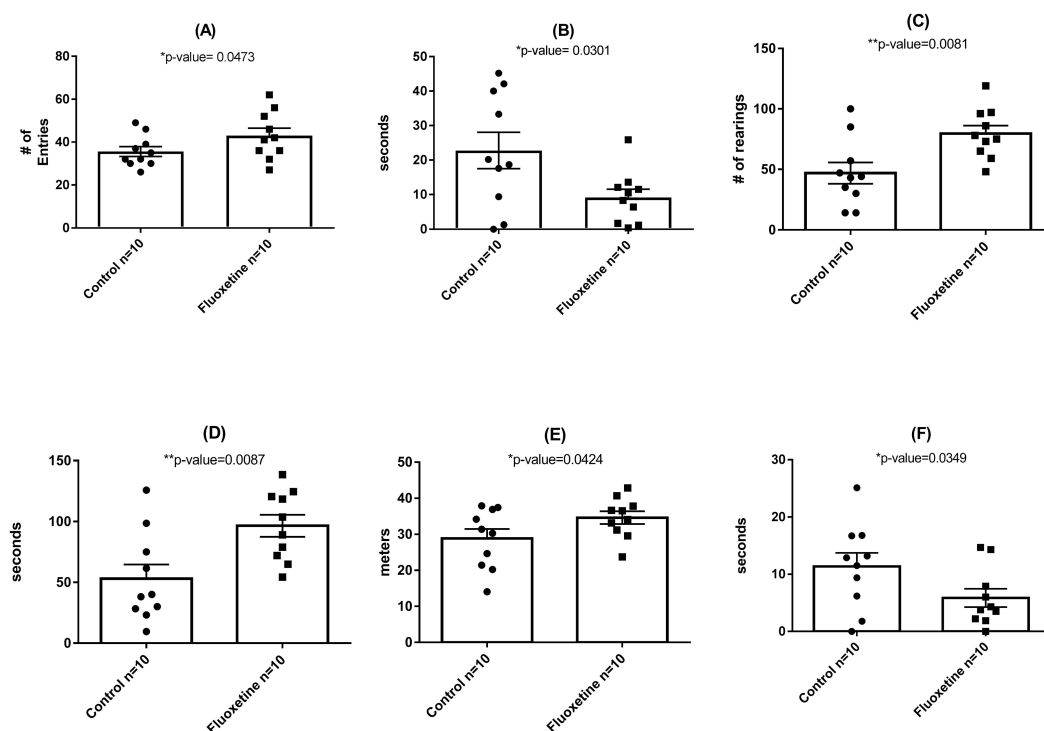 (A)
*p-value= 0.0473
# of
Entries
80
60
40
20
0
Control n=10
Fluoxetine n=10
(B)
*p-value= 0.0301
seconds
50
40
30
20
10
0
Control n=10
Fluoxetine n=10
(C)
**p-value=0.0081
# of rearings
150
100
50
0
Control n=10
Fluoxetine n=10
(D)
**p-value=0.0087
seconds
150
100
50
0
Control n=10
Fluoxetine n=10
(E)
*p-value=0.0424
meters
50
40
30
20
10
0
Control n=10
Fluoxetine n=10
(F)
*p-value=0.0349
seconds
30
20
10
0
Control n=10
Fluoxetine n=10